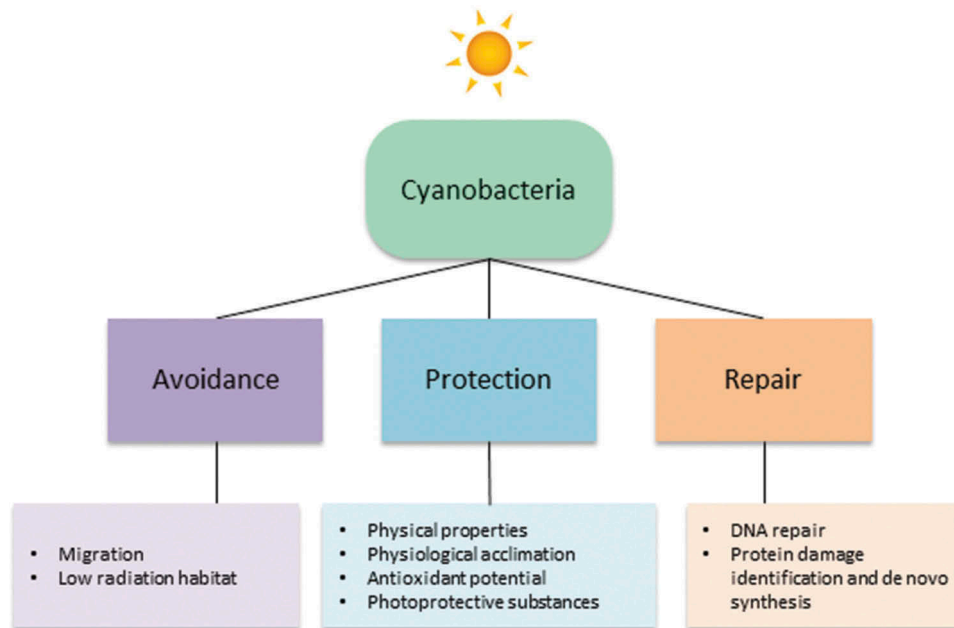 Cyanobacteria
Avoidance
Protection
Repair
• Migration
• Low radiation habitat
• Physical properties
• Physiological acclimation
• Antioxidant potential
• Photoprotective substances
• DNA repair
• Protein damage
identification and de novo
synthesis